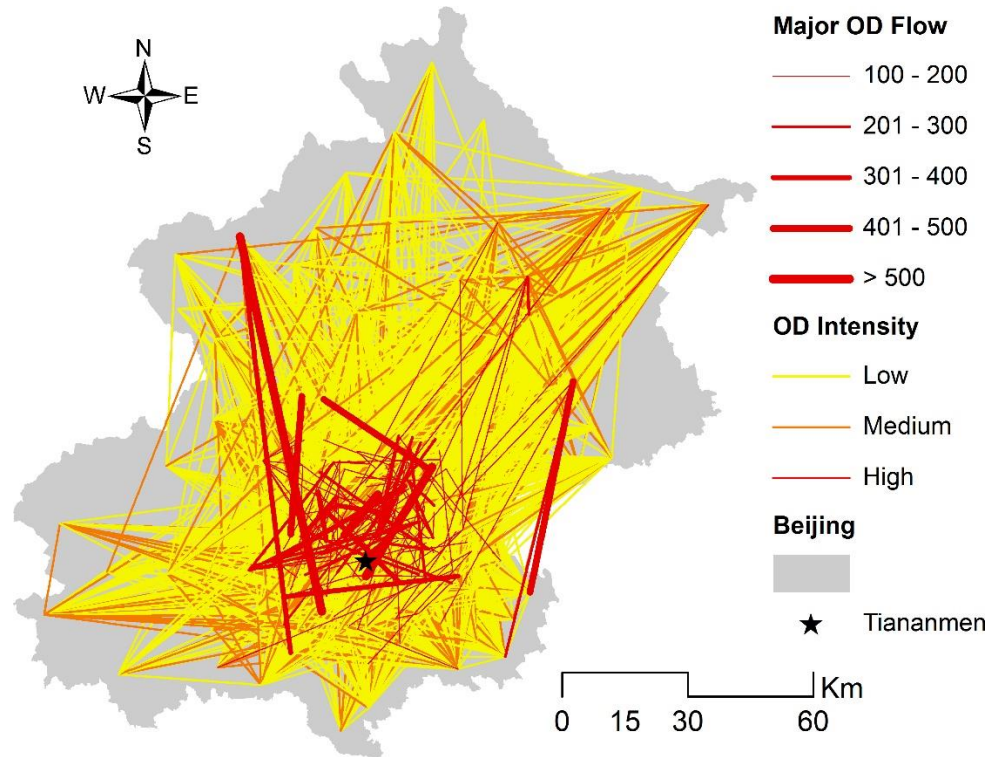 N
W E
S
Major OD Flow
100 - 200
201 - 300
301 - 400
401 - 500
> 500
OD Intensity
Low
Medium
High
Beijing
Tiananmen
Km
0 15 30 60